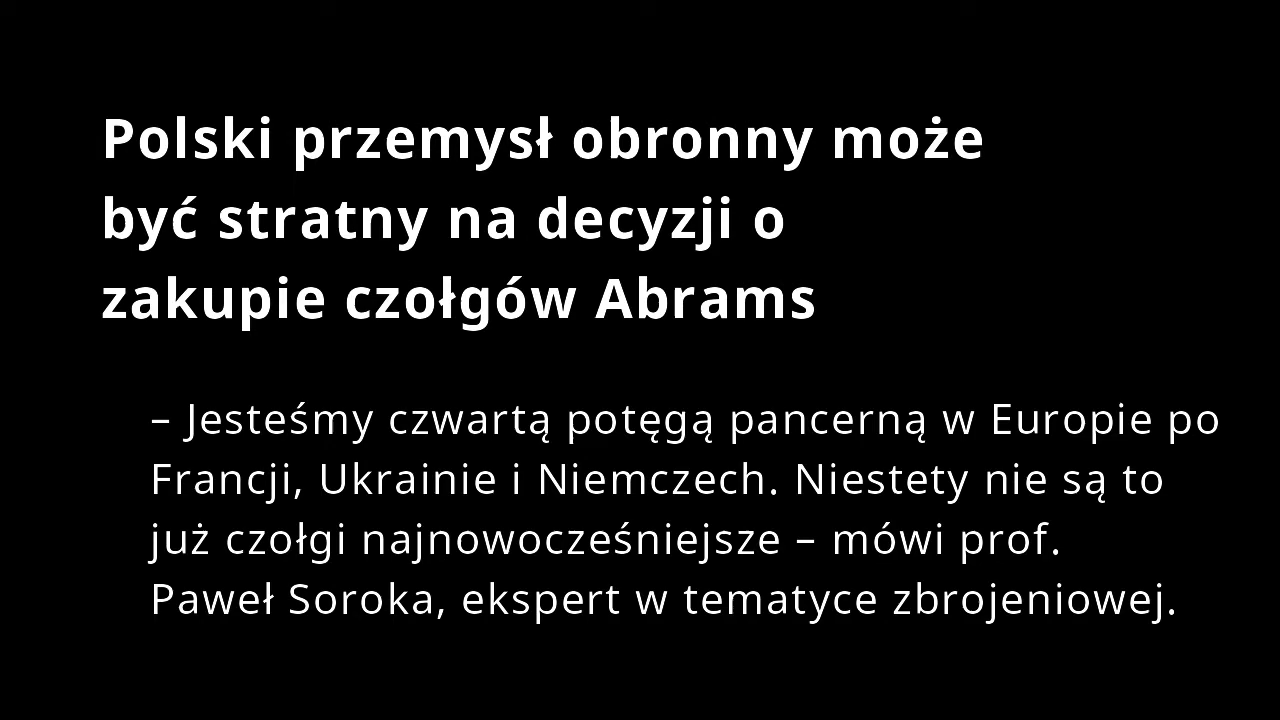 Polski przemysł obronny może
być stratny na decyzji o
zakupie czołgów Abrams
– Jesteśmy czwartą potęgą pancerną w Europie po
Francji, Ukrainie i Niemczech. Niestety nie są to
już czołgi najnowocześniejsze – mówi prof.
Paweł Soroka, ekspert w tematyce zbrojeniowej.